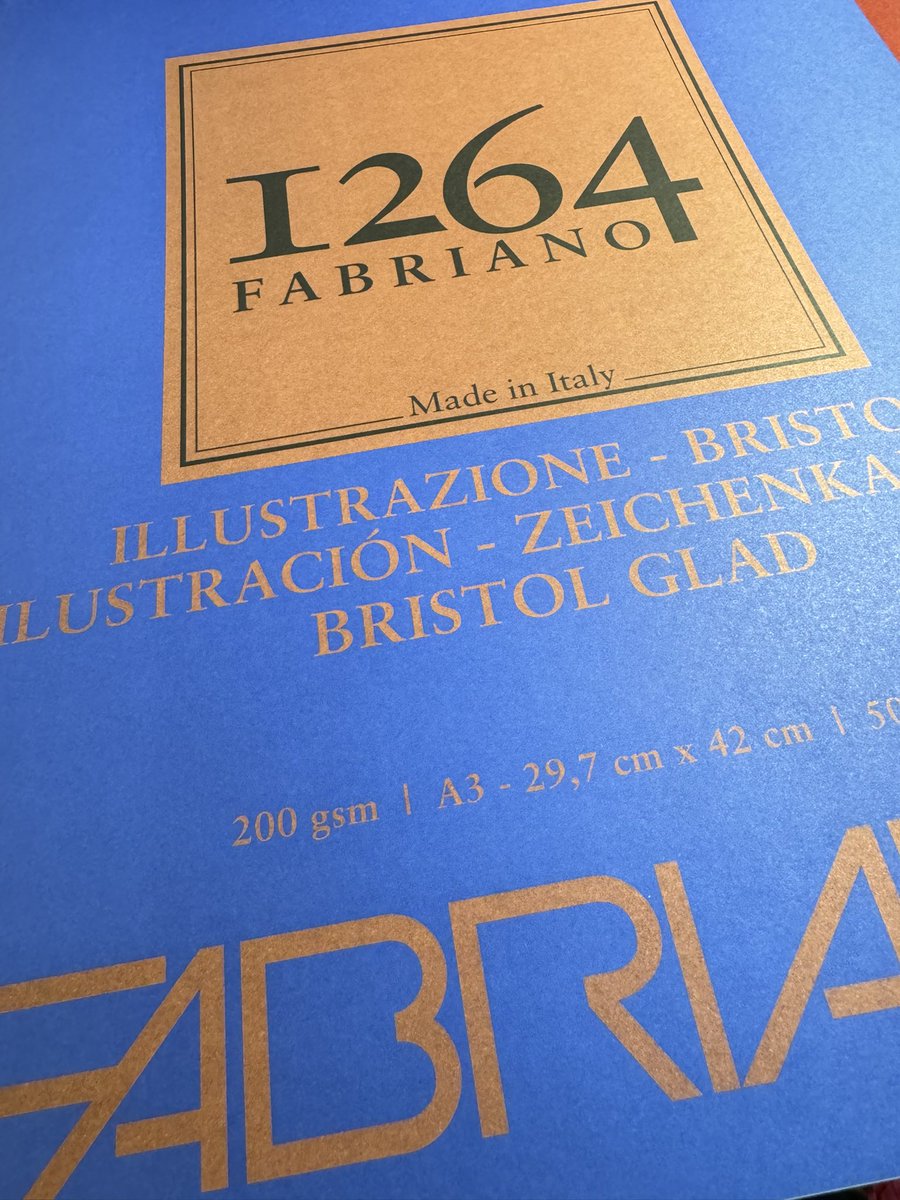 1264
FABRIANO
Made in Italy
ILLUSTRAZIONE - BRISTO
ILUSTRACIÓN - ZEICHENKA
BRISTOL GLAD
200 gsm | A3 - 29,7 cm x 42 cm | 50
FABRIA